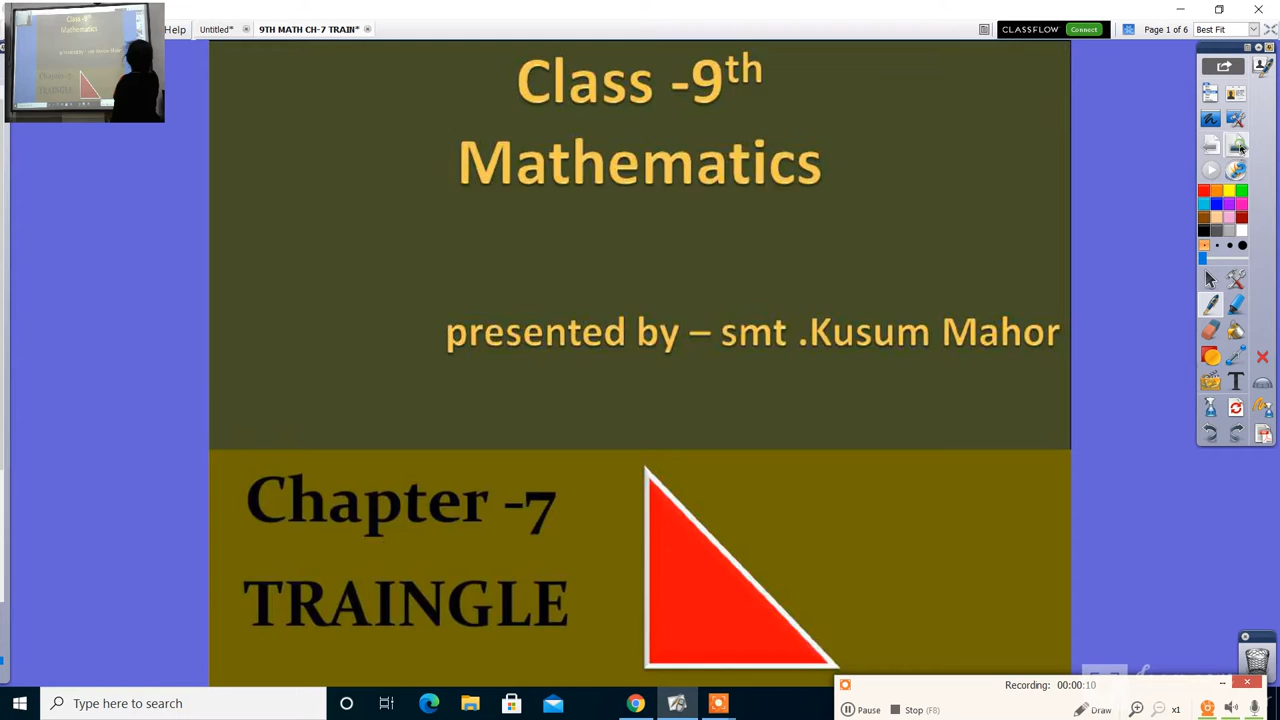 Help
Untitled*
9TH MATH CH-7 TRAIN*
CLASSFLOW
Connect
Page 1 of 6
Best Fit
Class -9th
Mathematics
presented by – smt .Kusum Mahor
Chapter -7
TRAINGLE
Recording: 00:00:10
Pause
Stop (F8)
Draw
x1
Type here to search